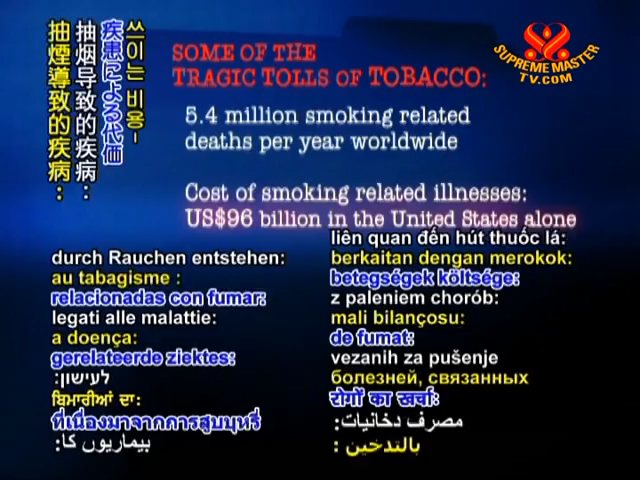 쓰이는 비용-
疾患による代価
抽烟导致的疾病:
抽煙導致的疾病:
SOME OF THE
TRAGIC TOLLS OF TOBACCO:
SUPREME MASTER
TV.COM
5.4 million smoking related
deaths per year worldwide
Cost of smoking related illnesses:
US$96 billion in the United States alone
durch Rauchen entstehen:
au tabagisme :
relacionadas con fumar:
legati alle malattie:
a doença:
gerelateerde ziektes:
לעישון:
ਬਿਮਾਰੀਆਂ ਦਾ:
ที่เนื่องมาจากการสูบบุหรี่
بیماریوں کا:
liên quan đến hút thuốc lá:
berkaitan dengan merokok:
betegségek költsége:
z paleniem chorób:
mali bilançosu:
de fumat:
vezanih za pušenje
болезней, связанных
रोगों का खर्चाः
مصرف دخانیات:
بالتدخين :